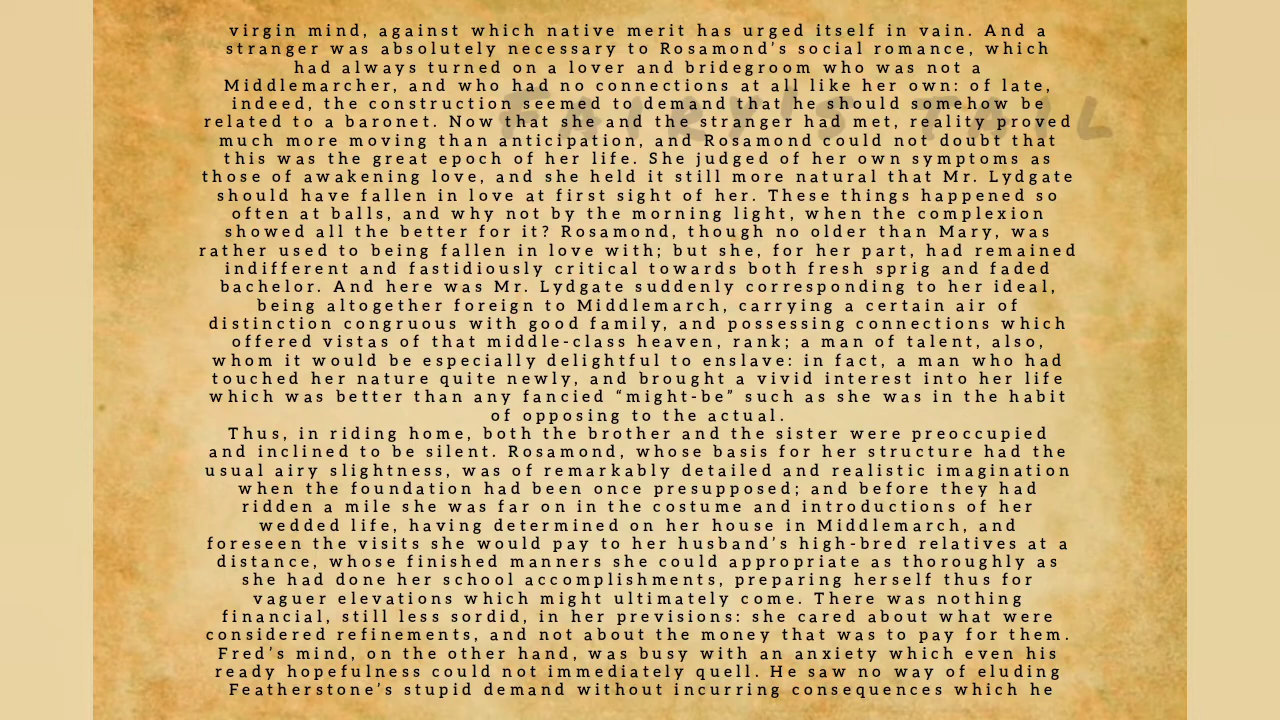 virgin mind, against which native merit has urged itself in vain. And a
stranger was absolutely necessary to Rosamond's social romance, which
had always turned on a lover and bridegroom who was not a
Middlemarcher, and who had no connections at all like her own: of late,
indeed, the construction seemed to demand that he should somehow be
related to a baronet. Now that she and the stranger had met, reality proved
much more moving than anticipation, and Rosamond could not doubt that
this was the great epoch of her life. She judged of her own symptoms as
those of awakening love, and she held it still more natural that Mr. Lydgate
should have fallen in love at first sight of her. These things happened so
often at balls, and why not by the morning light, when the complexion
showed all the better for it? Rosamond, though no older than Mary, was
rather used to being fallen in love with; but she, for her part, had remained
indifferent and fastidiously critical towards both fresh sprig and faded
bachelor. And here was Mr. Lydgate suddenly corresponding to her ideal,
being altogether foreign to Middlemarch, carrying a certain air of
distinction congruous with good family, and possessing connections which
offered vistas of that middle-class heaven, rank; a man of talent, also,
whom it would be especially delightful to enslave: in fact, a man who had
touched her nature quite newly, and brought a vivid interest into her life
which was better than any fancied “might-be” such as she was in the habit
of opposing to the actual.
Thus, in riding home, both the brother and the sister were preoccupied
and inclined to be silent. Rosamond, whose basis for her structure had the
usual airy slightness, was of remarkably detailed and realistic imagination
when the foundation had been once presupposed; and before they had
ridden a mile she was far on in the costume and introductions of her
wedded life, having determined on her house in Middlemarch, and
foreseen the visits she would pay to her husband's high-bred relatives at a
distance, whose finished manners she could appropriate as thoroughly as
she had done her school accomplishments, preparing herself thus for
vaguer elevations which might ultimately come. There was nothing
financial, still less sordid, in her previsions: she cared about what were
considered refinements, and not about the money that was to pay for them.
Fred's mind, on the other hand, was busy with an anxiety which even his
ready hopefulness could not immediately quell. He saw no way of eluding
Featherstone's stupid demand without incurring consequences which he
FAIRY'S TAIL